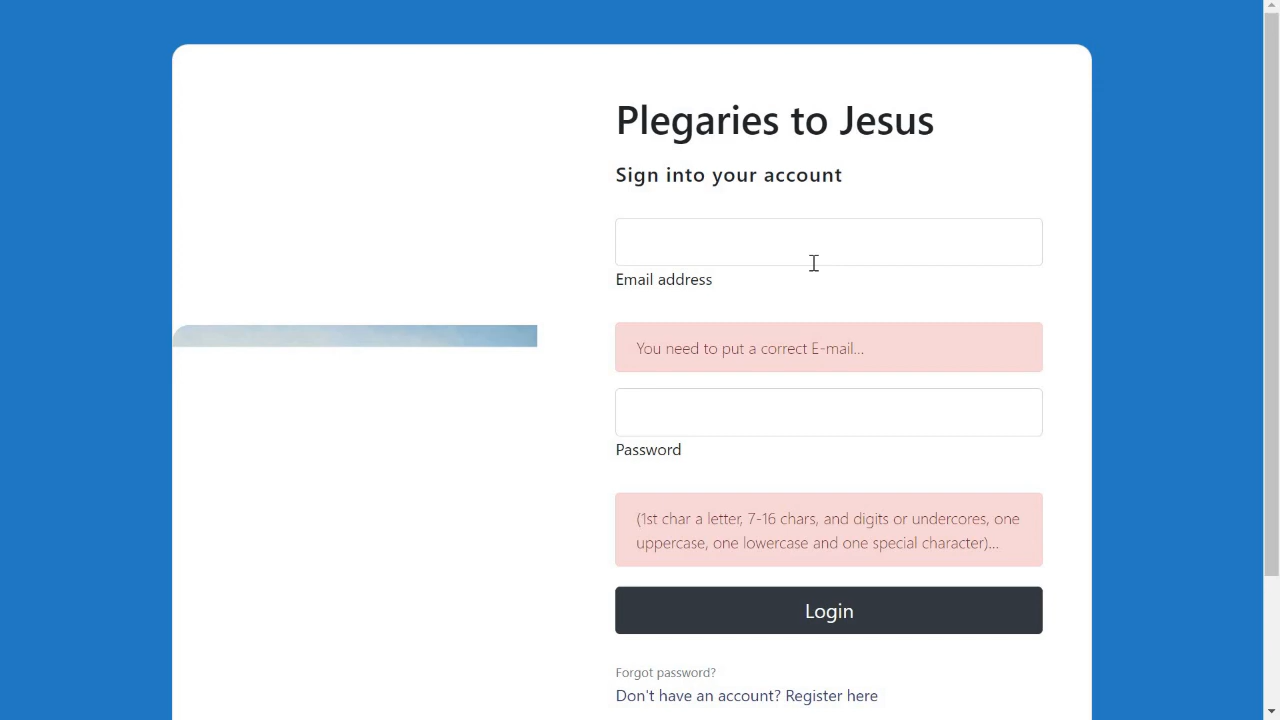 Plegaries to Jesus
Sign into your account
Email address
You need to put a correct E-mail...
Password
(1st char a letter, 7-16 chars, and digits or undercores, one
uppercase, one lowercase and one special character)...
Login
Forgot password?
Don't have an account? Register here